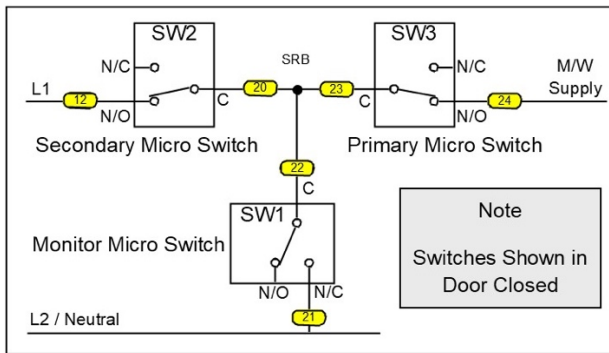 SW2
SRB
SW3
N/C
N/C
M/W
Supply
L1
12
20
23
24
C
C
N/O
N/O
Secondary Micro Switch
Primary Micro Switch
22
C
SW1
Monitor Micro Switch
N/O
N/C
Note
Switches Shown in
Door Closed
L2 / Neutral
21